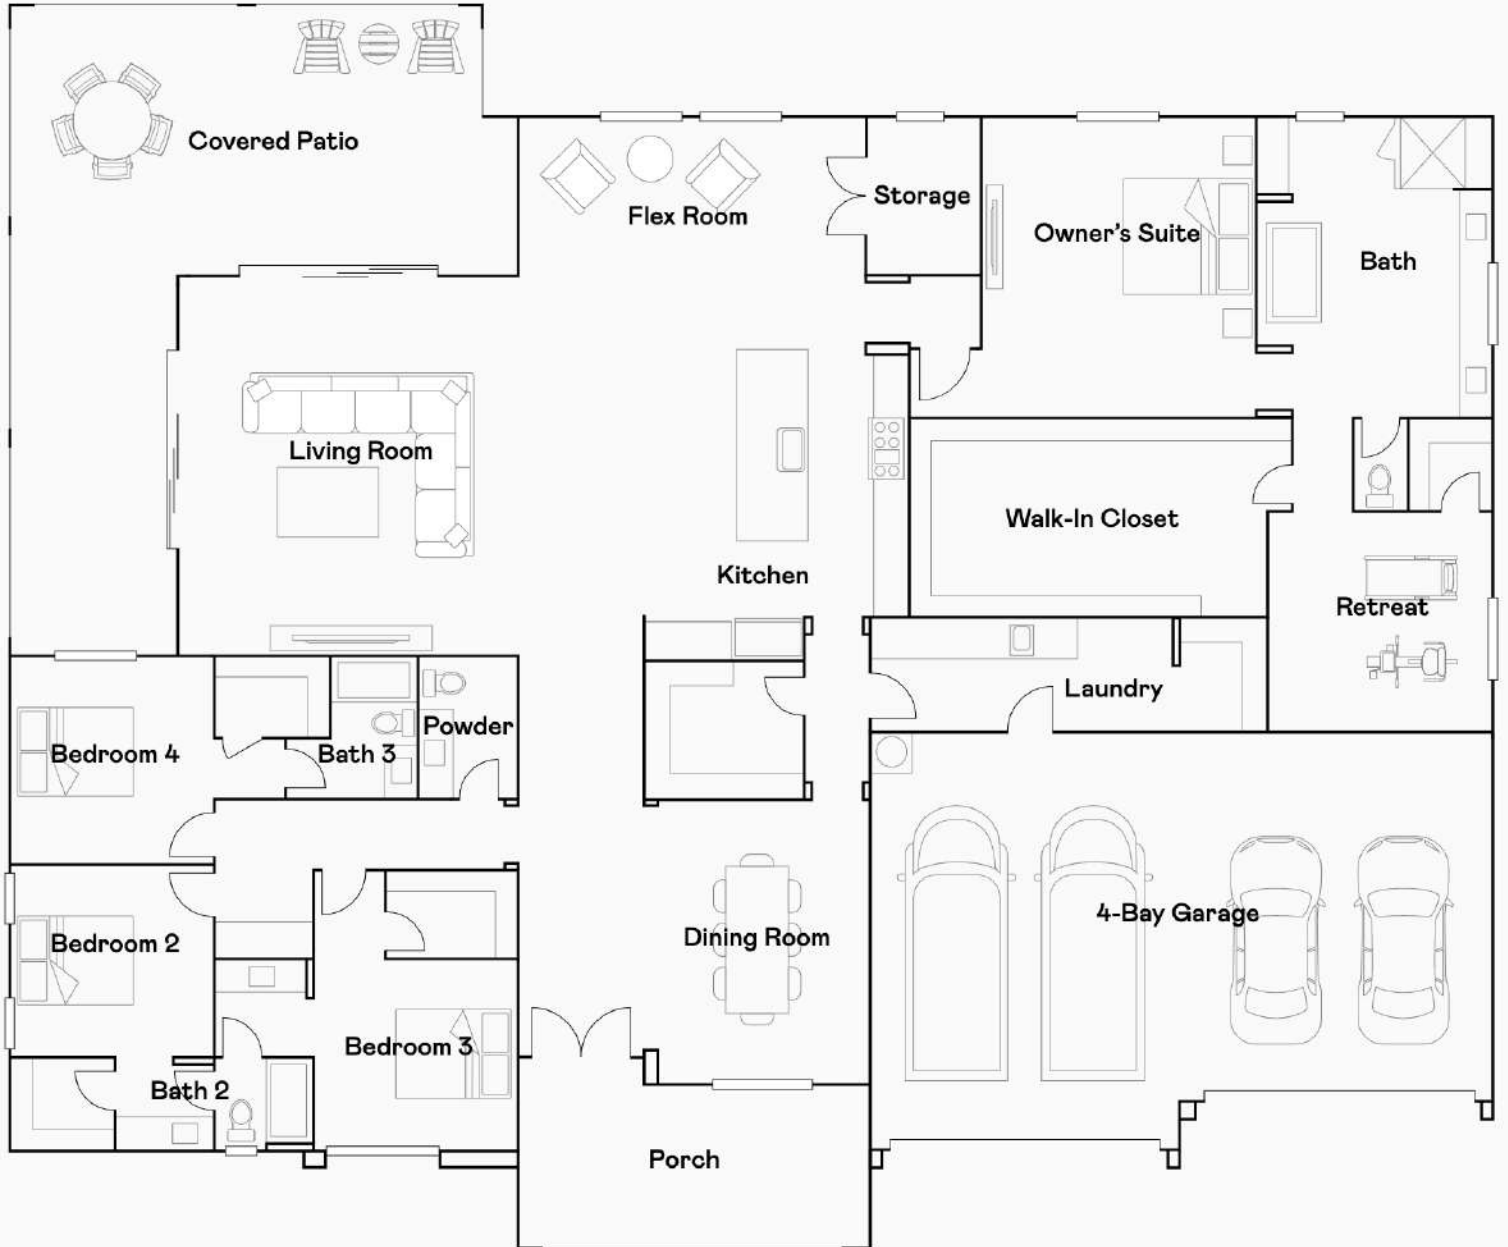 Covered Patio
Storage
Flex Room
Owner's Suite
Bath
Living Room
Walk-In Closet
Kitchen
Retreat
Laundry
Powder
Bedroom 4
Bath 3
4-Bay Garage
Dining Room
Bedroom 2
Bedroom 3
Bath 2
Porch